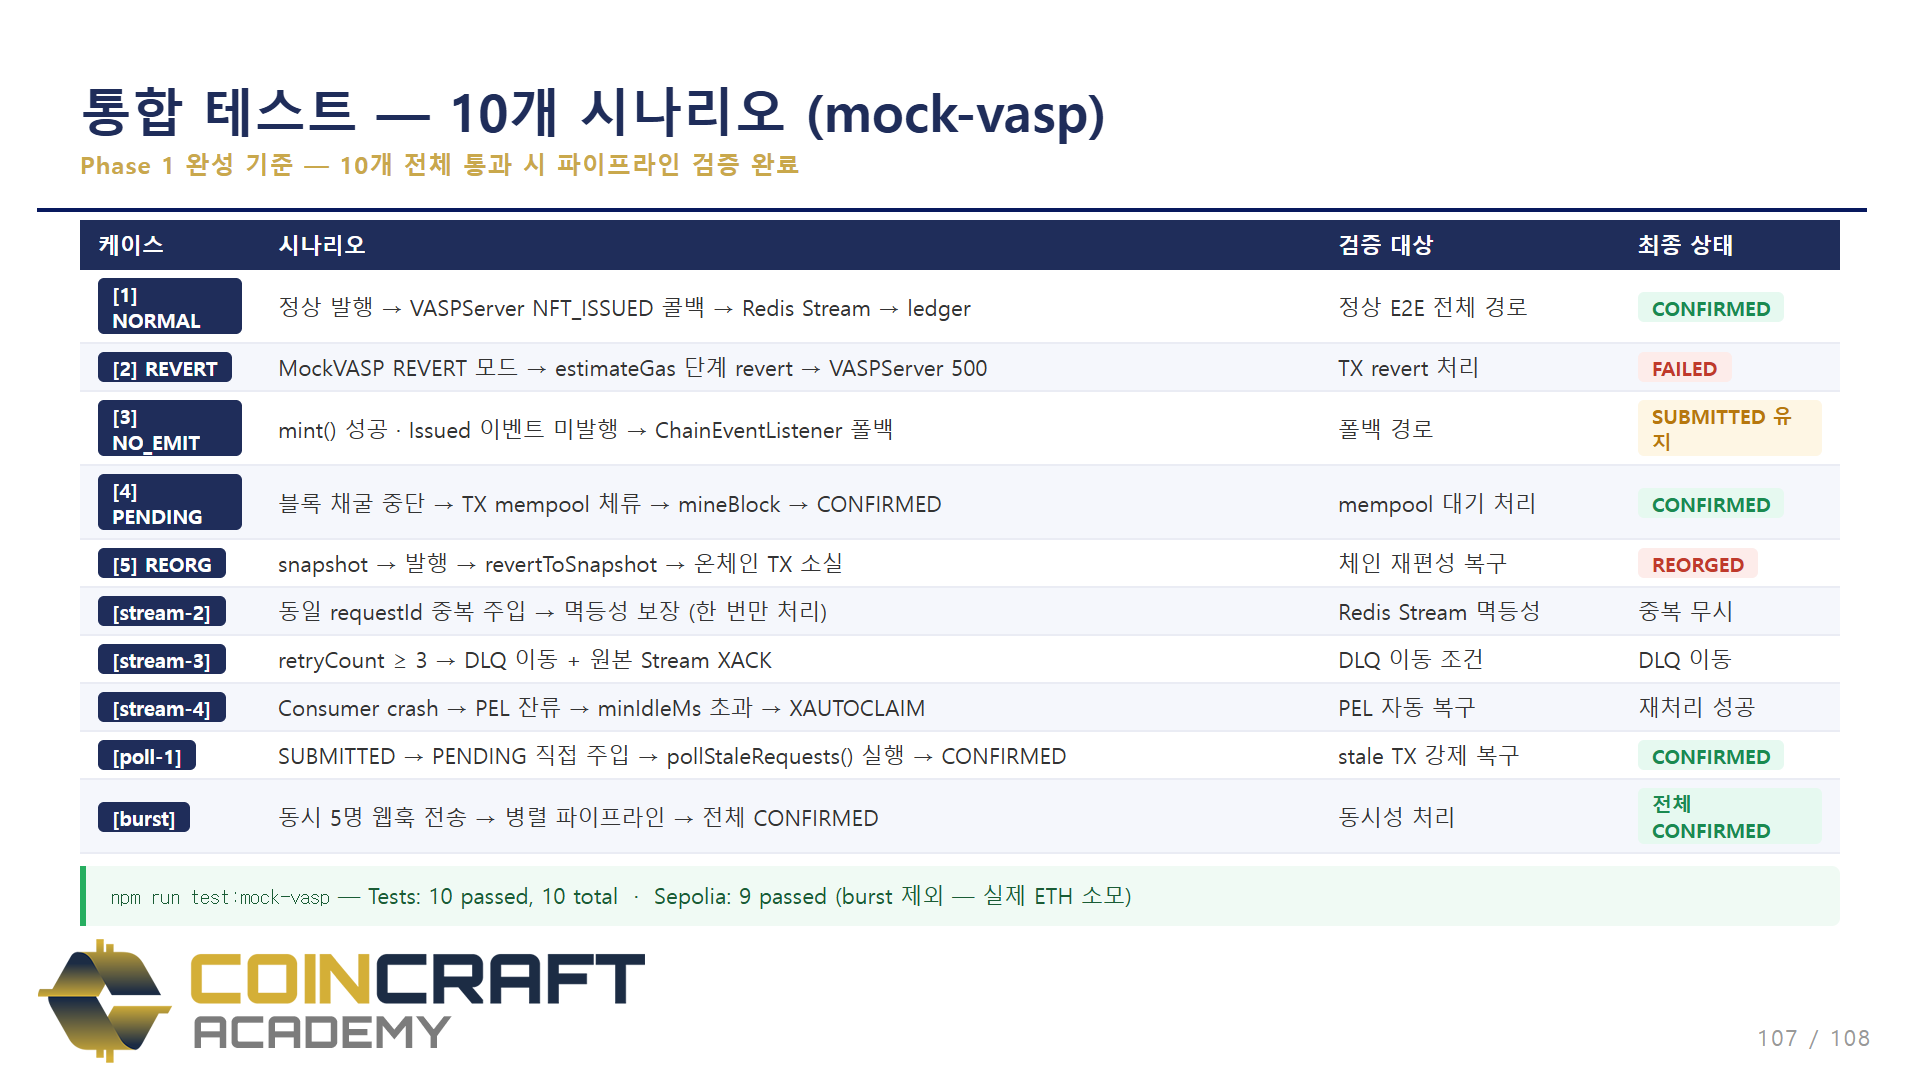 통합 테스트 — 10개 시나리오 (mock-vasp)
Phase 1 완성 기준 — 10개 전체 통과 시 파이프라인 검증 완료
케이스 시나리오 검증 대상 최종 상태
[1] NORMAL 정상 발행 → VASPServer NFT_ISSUED 콜백 → Redis Stream → ledger 정상 E2E 전체 경로 CONFIRMED
[2] REVERT MockVASP REVERT 모드 → estimateGas 단계 revert → VASPServer 500 TX revert 처리 FAILED
[3] NO_EMIT mint() 성공 · Issued 이벤트 미발행 → ChainEventListener 폴백 폴백 경로 SUBMITTED 유지
[4] PENDING 블록 채굴 중단 → TX mempool 체류 → mineBlock → CONFIRMED mempool 대기 처리 CONFIRMED
[5] REORG snapshot → 발행 → revertToSnapshot → 온체인 TX 소실 체인 재편성 복구 REORGED
[stream-2] 동일 requestId 중복 주입 → 멱등성 보장 (한 번만 처리) Redis Stream 멱등성 중복 무시
[stream-3] retryCount ≥ 3 → DLQ 이동 + 원본 Stream XACK DLQ 이동 조건 DLQ 이동
[stream-4] Consumer crash → PEL 잔류 → minIdleMs 초과 → XAUTOCLAIM PEL 자동 복구 재처리 성공
[poll-1] SUBMITTED → PENDING 직접 주입 → pollStaleRequests() 실행 → CONFIRMED stale TX 강제 복구 CONFIRMED
[burst] 동시 5명 웹훅 전송 → 병렬 파이프라인 → 전체 CONFIRMED 동시성 처리 전체 CONFIRMED
npm run test:mock-vasp — Tests: 10 passed, 10 total · Sepolia: 9 passed (burst 제외 — 실제 ETH 소모)
COINCRAFT
ACADEMY
107 / 108